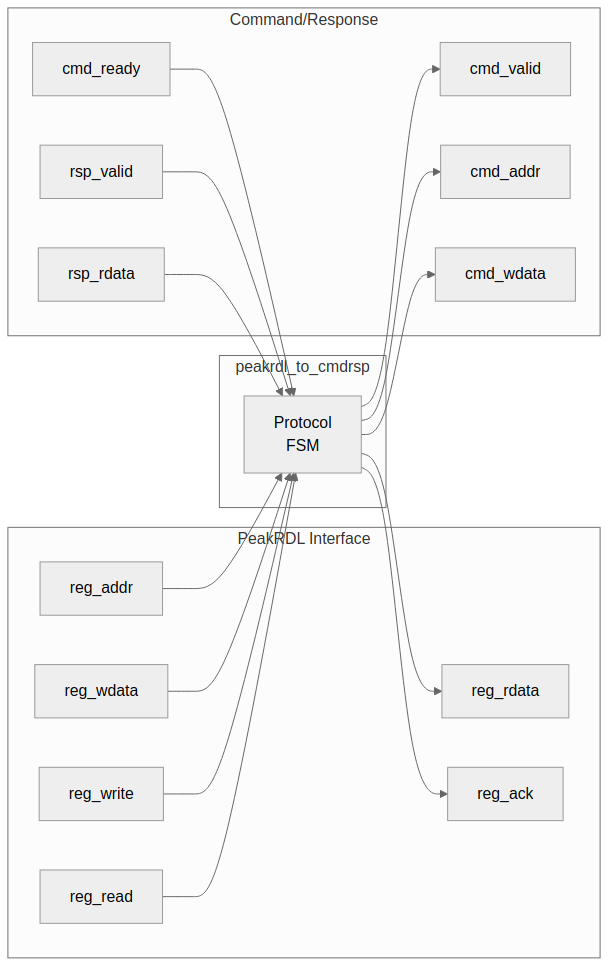 Command/Response
cmd_ready
cmd_valid
rsp_valid
cmd_addr
rsp_rdata
cmd_wdata
peakrdl_to_cmdrsp
Protocol
FSM
PeakRDL Interface
reg_addr
reg_wdata
reg_rdata
reg_write
reg_ack
reg_read